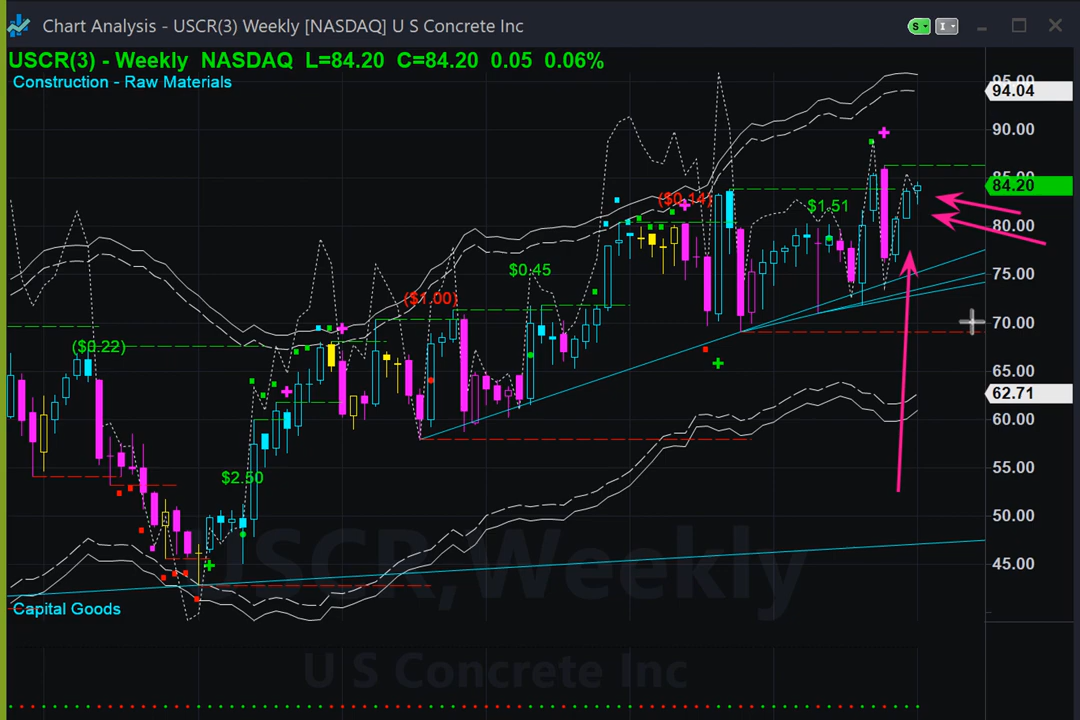 Chart Analysis - USCR(3) Weekly [NASDAQ] U S Concrete Inc
S
I
USCR(3) - Weekly NASDAQ L=84.20 C=84.20 0.05 0.06%
Construction - Raw Materials
95.00
94.04
90.00
85.00
84.20
80.00
75.00
70.00
65.00
62.71
60.00
55.00
50.00
45.00
($0.14)
$1.51
$0.45
($1.00)
($0.22)
$2.50
USCR,Weekly
Capital Goods
U S Concrete Inc